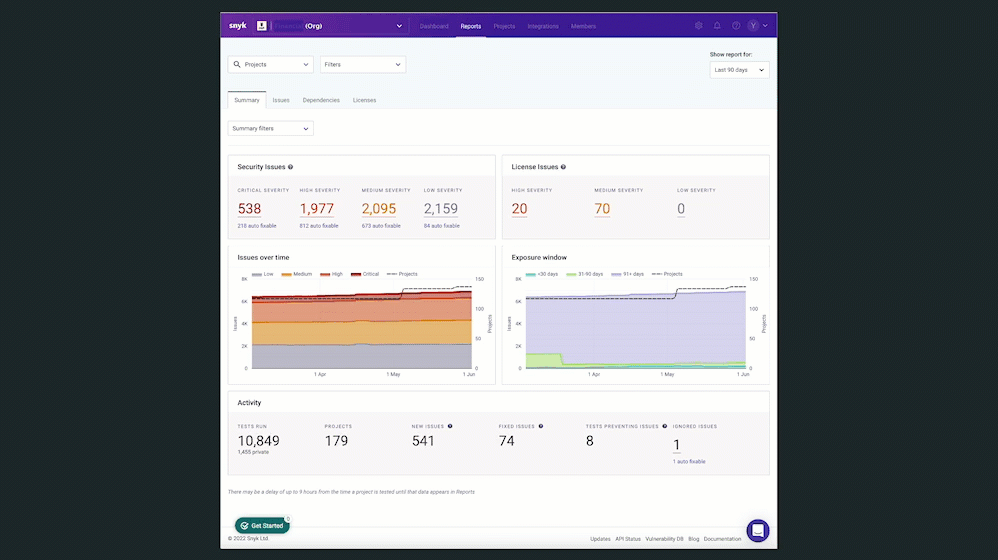 snyk
(Org)
Dashboard Reports Projects Integrations Members
Y
Projects
Filters
Show report for:
Last 90 days
Summary Issues Dependencies Licenses
Summary filters
Security Issues
CRITICAL SEVERITY HIGH SEVERITY MEDIUM SEVERITY LOW SEVERITY
538 1,977 2,095 2,159
218 auto fixable 812 auto fixable 673 auto fixable 84 auto fixable
License Issues
HIGH SEVERITY MEDIUM SEVERITY LOW SEVERITY
20 70 0
Issues over time
Low Medium High Critical Projects
8K 150
6K
100
4K
50
2K
0 0
Issues
Projects
1 Apr 1 May 1 Jun
Exposure window
<30 days 31-90 days 91+ days Projects
8K 150
6K
100
4K
50
2K
0 0
Issues
Projects
1 Apr 1 May 1 Jun
Activity
TESTS RUN PROJECTS NEW ISSUES FIXED ISSUES TESTS PREVENTING ISSUES IGNORED ISSUES
10,849 179 541 74 8 1
1,455 private
1 auto fixable
There may be a delay of up to 9 hours from the time a project is tested until that data appears in Reports
Get Started
© 2022 Snyk Ltd.
Updates API Status Vulnerability DB Blog Documentation